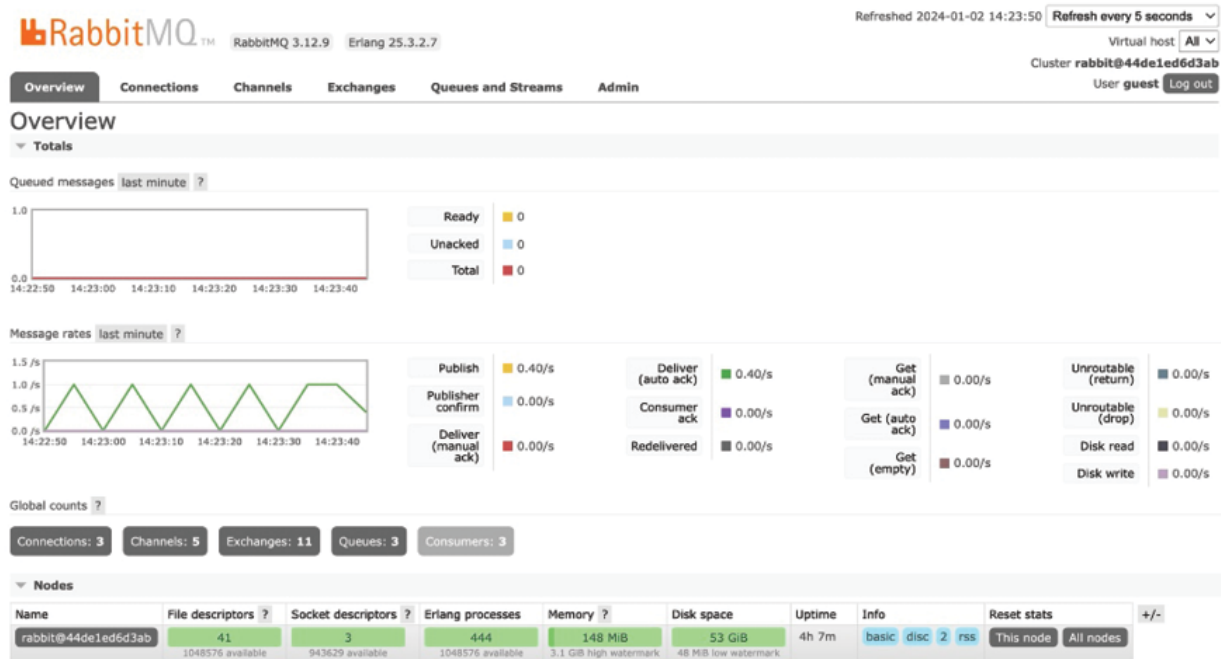 Refreshed 2024-01-02 14:23:50 Refresh every 5 seconds
RabbitMQ TM RabbitMQ 3.12.9 Erlang 25.3.2.7
Virtual host All
Cluster rabbit@44de1ed6d3ab
User guest Log out
Overview Connections Channels Exchanges Queues and Streams Admin
Overview
Totals
Queued messages last minute ?
1.0
0.0
14:22:50 14:23:00 14:23:10 14:23:20 14:23:30 14:23:40
Ready 0
Unacked 0
Total 0
Message rates last minute ?
1.5 /s
1.0 /s
0.5 /s
0.0 /s
14:22:50 14:23:00 14:23:10 14:23:20 14:23:30 14:23:40
Publish 0.40/s
Publisher
confirm 0.00/s
Deliver
(manual
ack) 0.00/s
Deliver
(auto ack) 0.40/s
Consumer
ack 0.00/s
Redelivered 0.00/s
Get
(manual
ack) 0.00/s
Get (auto
ack) 0.00/s
Get
(empty) 0.00/s
Unroutable
(return) 0.00/s
Unroutable
(drop) 0.00/s
Disk read 0.00/s
Disk write 0.00/s
Global counts ?
Connections: 3 Channels: 5 Exchanges: 11 Queues: 3 Consumers: 3
Nodes
Name File descriptors ? Socket descriptors ? Erlang processes Memory ? Disk space Uptime Info Reset stats +/-
rabbit@44de1ed6d3ab 41 3 444 148 MiB 53 GiB 4h 7m basic disc 2 rss This node All nodes
1048576 available 943629 available 1048576 available 3.1 GiB high watermark 48 MiB low watermark